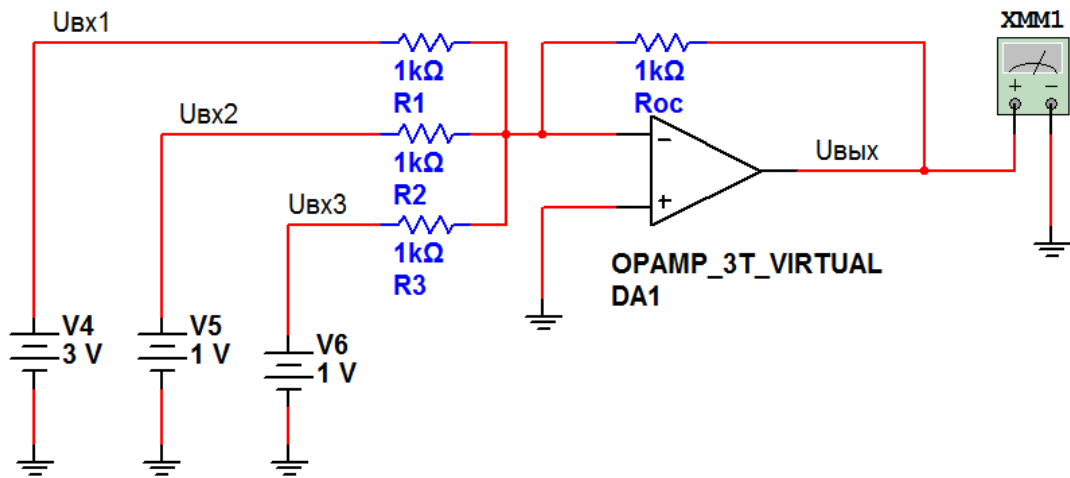 Uвх1
1kΩ
R1
Uвх2
1kΩ
R2
Uвх3
1kΩ
R3
1kΩ
Roc
XMM1
Uвых
OPAMP_3T_VIRTUAL
DA1
V4
3 V
V5
1 V
V6
1 V